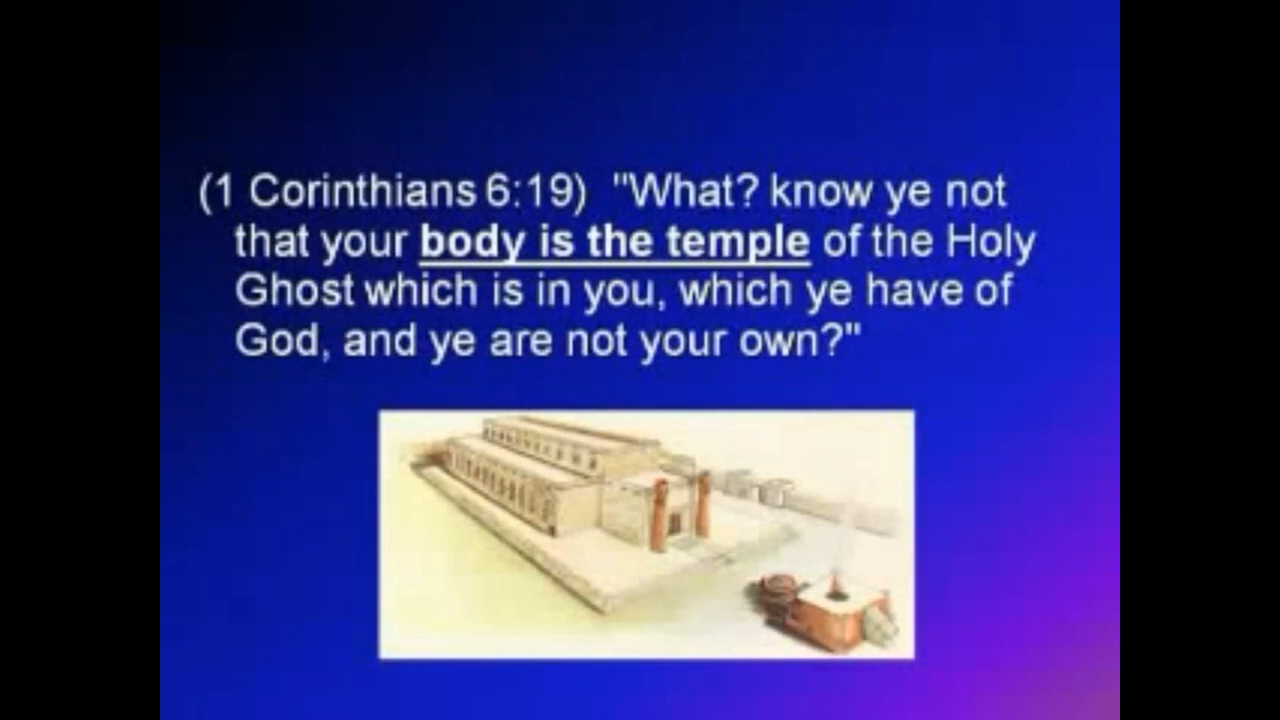 (1 Corinthians 6:19)  "What? know ye not
that your body is the temple of the Holy
Ghost which is in you, which ye have of
God, and ye are not your own?"